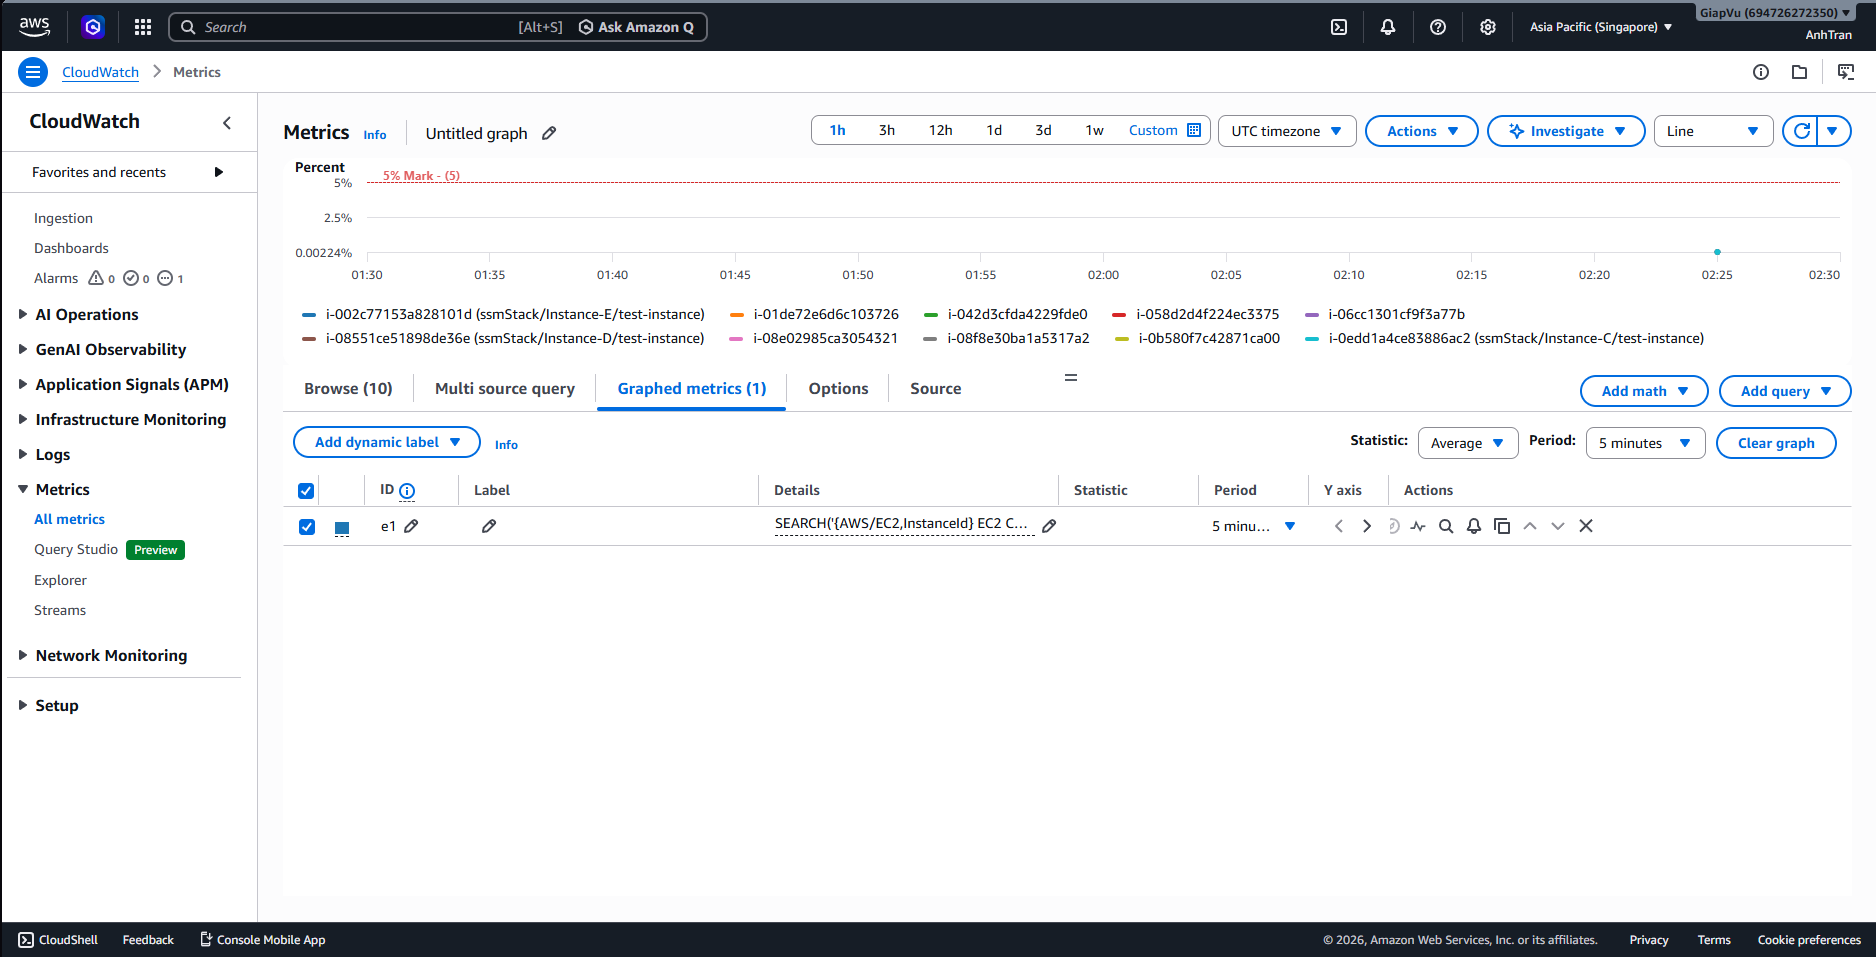 aws
Search [Alt+S] Ask Amazon Q
Asia Pacific (Singapore)
GiapVu (694726272350)
AnhTran
CloudWatch > Metrics
CloudWatch
Favorites and recents
Ingestion
Dashboards
Alarms 0 0 1
AI Operations
GenAI Observability
Application Signals (APM)
Infrastructure Monitoring
Logs
Metrics
All metrics
Query Studio Preview
Explorer
Streams
Network Monitoring
Setup
Metrics Info Untitled graph
1h 3h 12h 1d 3d 1w Custom UTC timezone Actions Investigate Line
Percent
5% Mark - (5)
5%
2.5%
0.00224%
01:30 01:35 01:40 01:45 01:50 01:55 02:00 02:05 02:10 02:15 02:20 02:25 02:30
i-002c77153a828101d (ssmStack/Instance-E/test-instance) i-01de72e6d6c103726 i-042d3cfda4229fde0 i-058d2d4f224ec3375 i-06cc1301cf9f3a77b
i-08551ce51898de36e (ssmStack/Instance-D/test-instance) i-08e02985ca3054321 i-08f8e30ba1a5317a2 i-0b580f7c42871ca00 i-0edd1a4ce83886ac2 (ssmStack/Instance-C/test-instance)
Browse (10) Multi source query Graphed metrics (1) Options Source Add math Add query
Add dynamic label Info Statistic: Average Period: 5 minutes Clear graph
ID Label Details Statistic Period Y axis Actions
e1 SEARCH('{AWS/EC2,InstanceId} EC2 C... 5 minu...
CloudShell Feedback Console Mobile App © 2026, Amazon Web Services, Inc. or its affiliates. Privacy Terms Cookie preferences